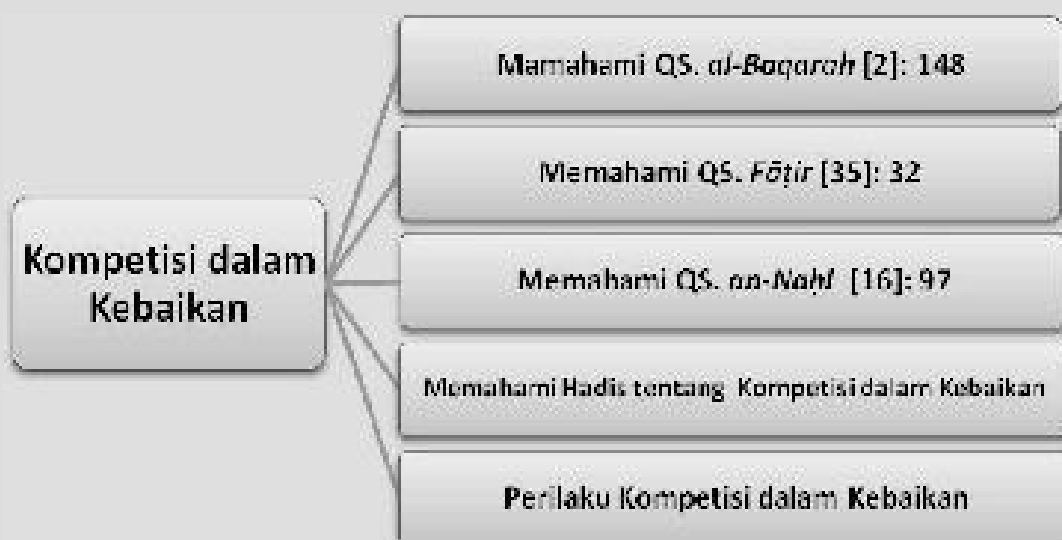 Kompetisi dalam
Kebaikan
Mamahami QS. al-Baqarah [2]: 148
Memahami QS. Fāṭir [35]: 32
Memahami QS. an-Naḥl [16]: 97
Memahami Hadis tentang Kompetisi dalam Kebaikan
Perilaku Kompetisi dalam Kebaikan